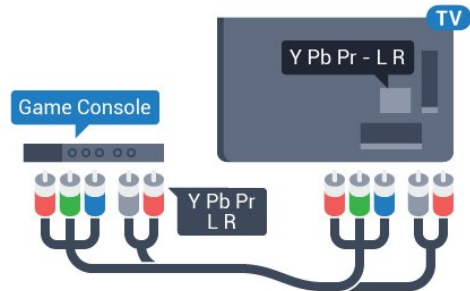 TV
Y Pb Pr - L R
Game Console
Y Pb Pr
L R